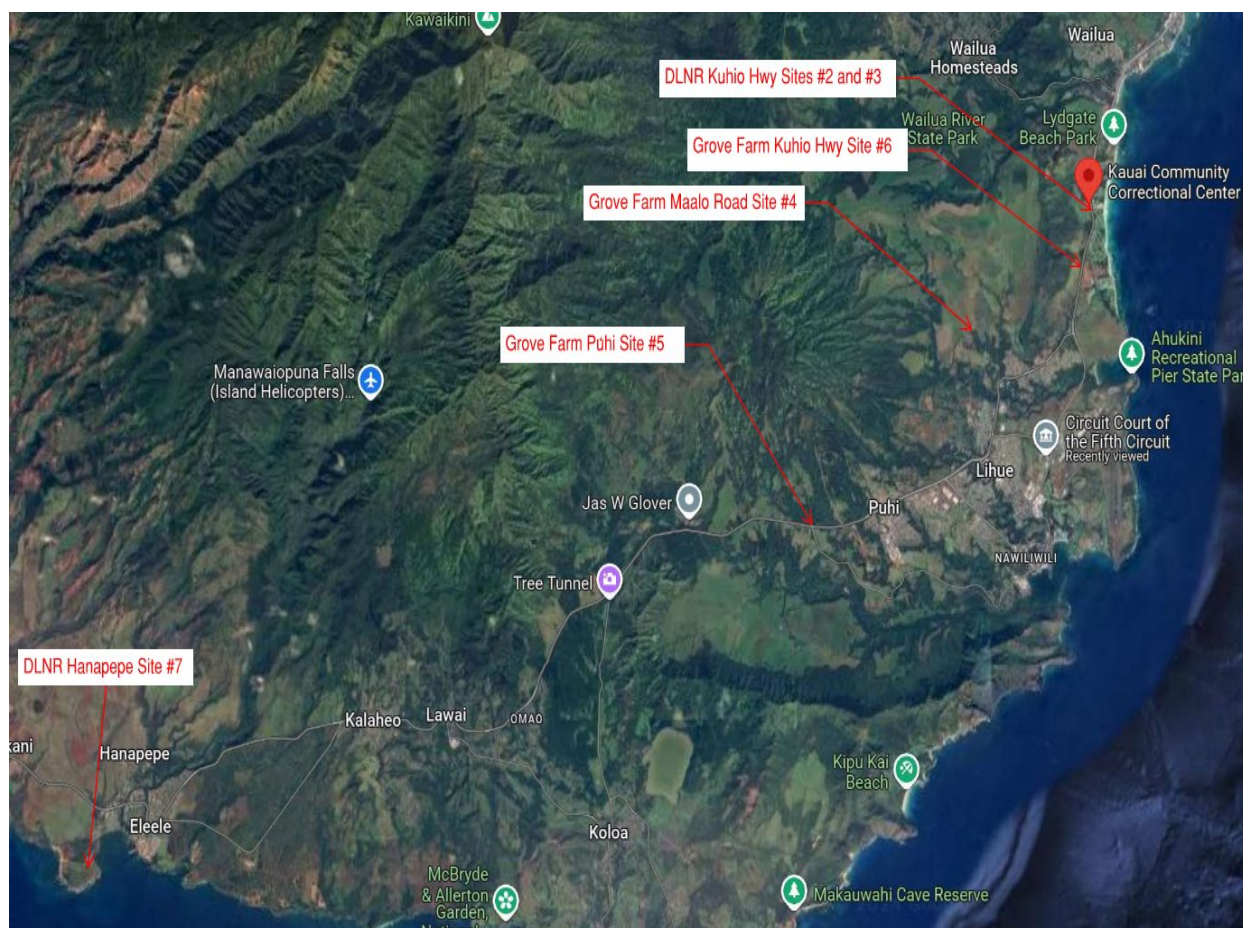 Kawaikini
Wailua
Wailua
Homesteads
DLNR Kuhio Hwy Sites #2 and #3
Wailua River
State Park
Lydgate
Beach Park
Grove Farm Kuhio Hwy Site #6
Kauai Community
Correctional Center
Grove Farm Maalo Road Site #4
Grove Farm Puhi Site #5
Ahukini
Recreational
Pier State Par
Manawaiopuna Falls
(Island Helicopters)...
Circuit Court of
the Fifth Circuit
Recently viewed
Lihue
Jas W Glover
Puhi
NAWILIWILI
Tree Tunnel
DLNR Hanapepe Site #7
Kalaheo
Lawai
OMAO
kani
Hanapepe
Kipu Kai
Beach
Eleele
Koloa
McBryde
& Allerton
Garden,
Makauwahi Cave Reserve